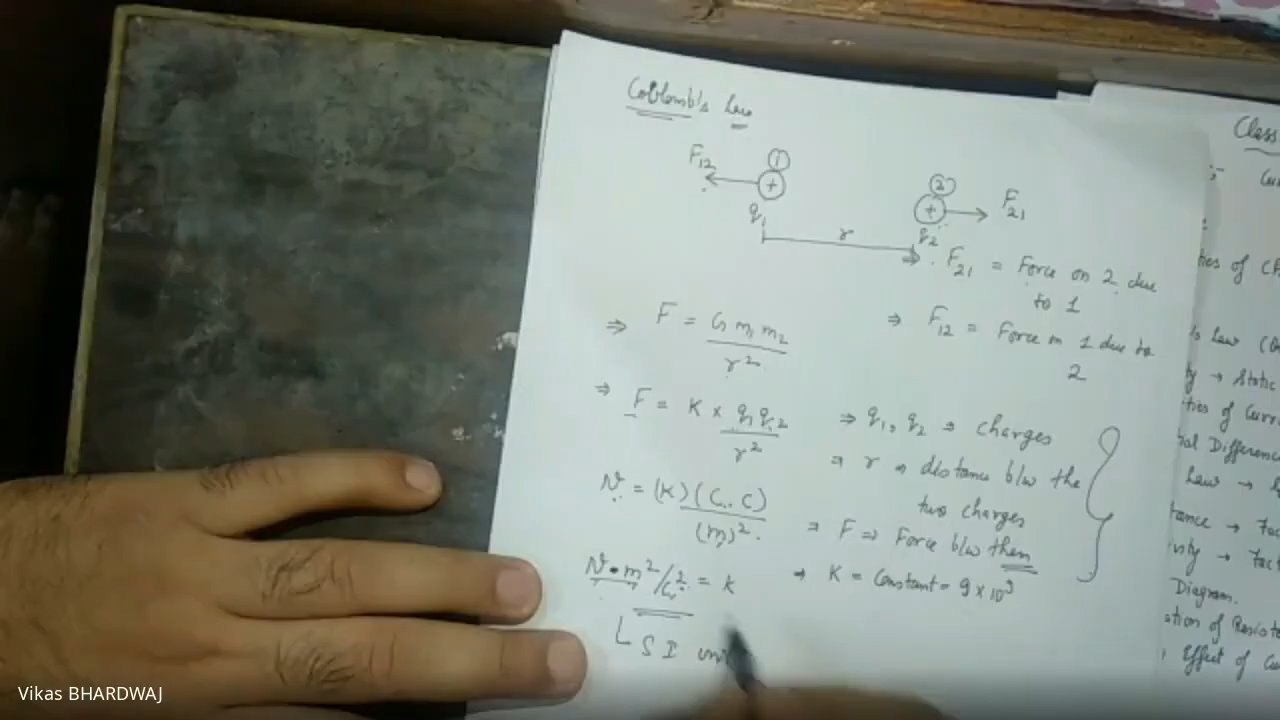 Coulomb's Law
F12 ① ② F21
+ +
q1 r q2
⇒ F21 = Force on 2 due
to 1
⇒ F = G m1 m2
r²
⇒ F12 = Force on 1 due to
2
⇒ F = K × q1 q2
r²
⇒ q1, q2 ⇒ charges
⇒ r ⇒ distance b/w the
two charges
N = (K) (C. C)
(m)².
⇒ F ⇒ Force b/w them
N • m²/C² = K
→ K = Constant = 9 × 10⁹
SI unit
Class
Law (
→ Static
Potential Difference
Law →
Diagram.
Effect of
Vikas BHARDWAJ